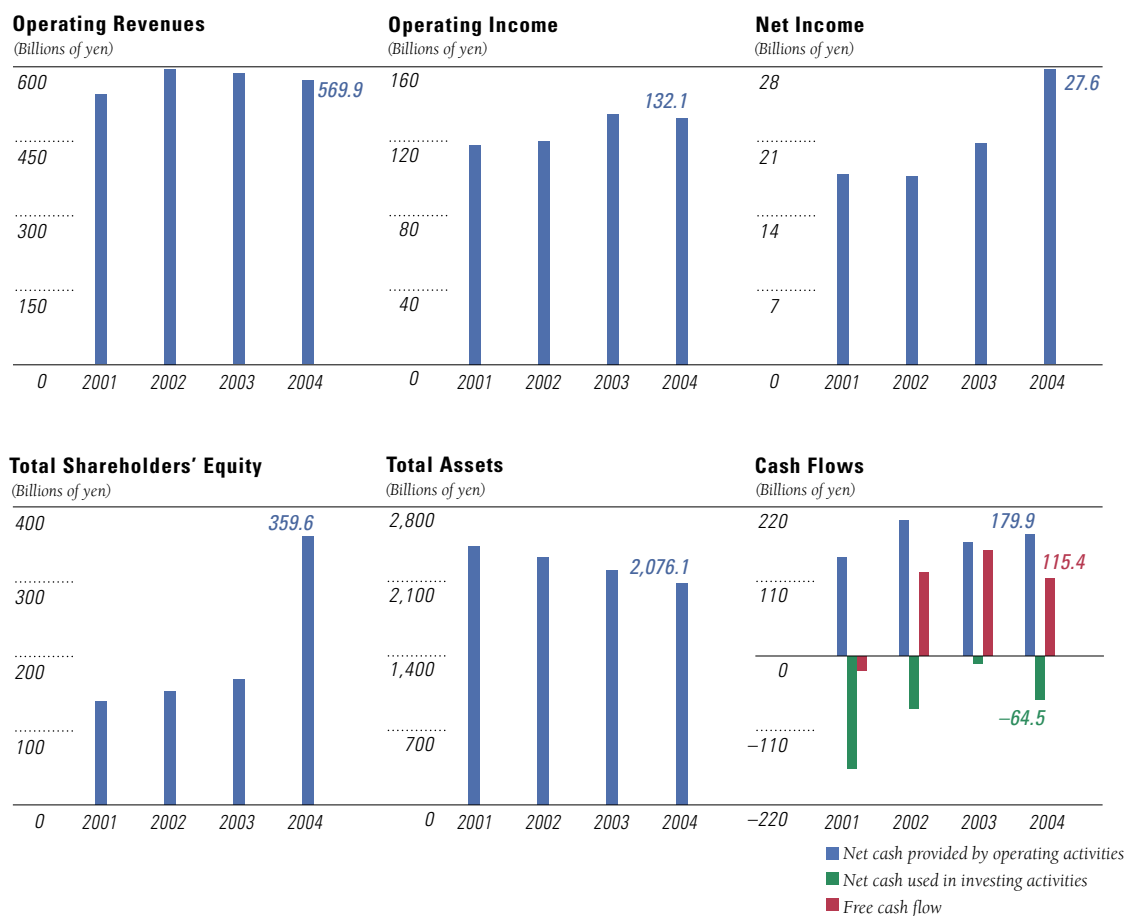 Operating Revenues
(Billions of yen)
600
569.9
450
300
150
0 2001 2002 2003 2004
Operating Income
(Billions of yen)
160
132.1
120
80
40
0 2001 2002 2003 2004
Net Income
(Billions of yen)
28
27.6
21
14
7
0 2001 2002 2003 2004
Total Shareholders’ Equity
(Billions of yen)
400
359.6
300
200
100
0 2001 2002 2003 2004
Total Assets
(Billions of yen)
2,800
2,076.1
2,100
1,400
700
0 2001 2002 2003 2004
Cash Flows
(Billions of yen)
220
179.9
115.4
110
0
–64.5
–110
–220 2001 2002 2003 2004
Net cash provided by operating activities
Net cash used in investing activities
Free cash flow